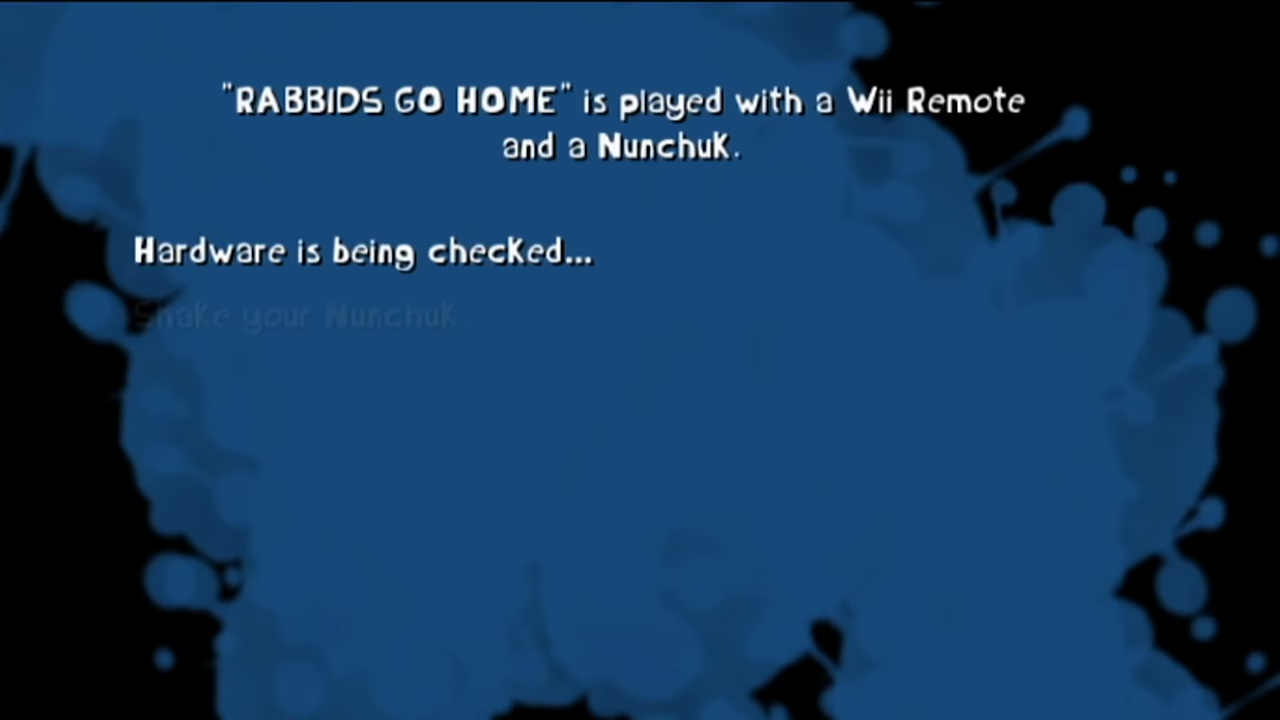 "RABBIDS GO HOME" is played with a Wii Remote
and a Nunchuk.
Hardware is being checked...
Shake your Nunchuk